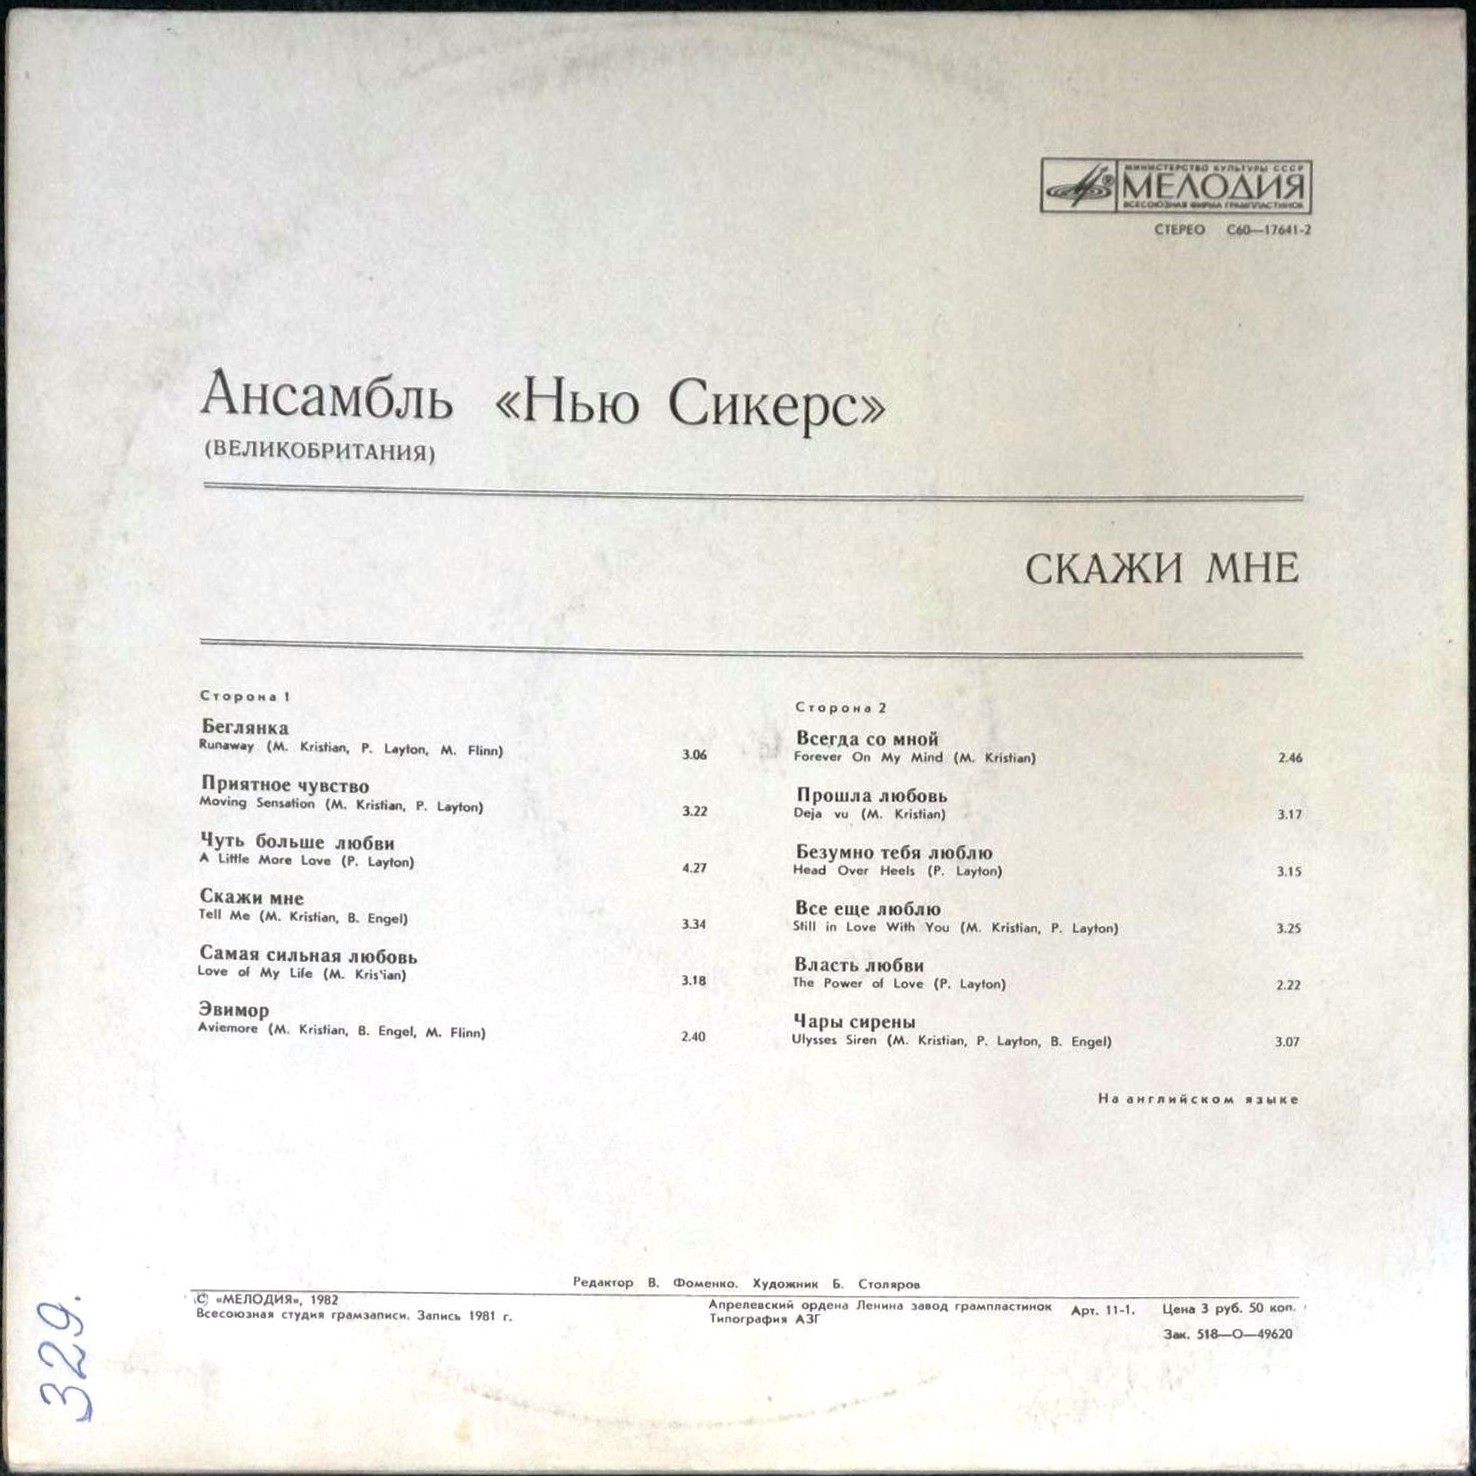 МИНИСТЕРСТВО КУЛЬТУРЫ СССР
МЕЛОДИЯ
ВСЕСОЮЗНАЯ ФИРМА ГРАМПЛАСТИНОК
СТЕРЕО С60—17641-2
Ансамбль «Нью Сикерс»
(ВЕЛИКОБРИТАНИЯ)
СКАЖИ МНЕ
Сторона 1
Беглянка
Runaway (M. Kristian, P. Layton, M. Flinn) 3.06
Приятное чувство
Moving Sensation (M. Kristian, P. Layton) 3.22
Чуть больше любви
A Little More Love (P. Layton) 4.27
Скажи мне
Tell Me (M. Kristian, B. Engel) 3.34
Самая сильная любовь
Love of My Life (M. Kris'ian) 3.18
Эвимор
Aviemore (M. Kristian, B. Engel, M. Flinn) 2.40
Сторона 2
Всегда со мной
Forever On My Mind (M. Kristian) 2.46
Прошла любовь
Deja vu (M. Kristian) 3.17
Безумно тебя люблю
Head Over Heels (P. Layton) 3.15
Все еще люблю
Still in Love With You (M. Kristian, P. Layton) 3.25
Власть любви
The Power of Love (P. Layton) 2.22
Чары сирены
Ulysses Siren (M. Kristian, P. Layton, B. Engel) 3.07
На английском языке
Редактор В. Фоменко. Художник Б. Столяров
© «МЕЛОДИЯ», 1982
Всесоюзная студия грамзаписи. Запись 1981 г.
Апрелевский ордена Ленина завод грампластинок Арт. 11-1. Цена 3 руб. 50 коп.
Типография АЗГ
Зак. 518—О—49620
329.